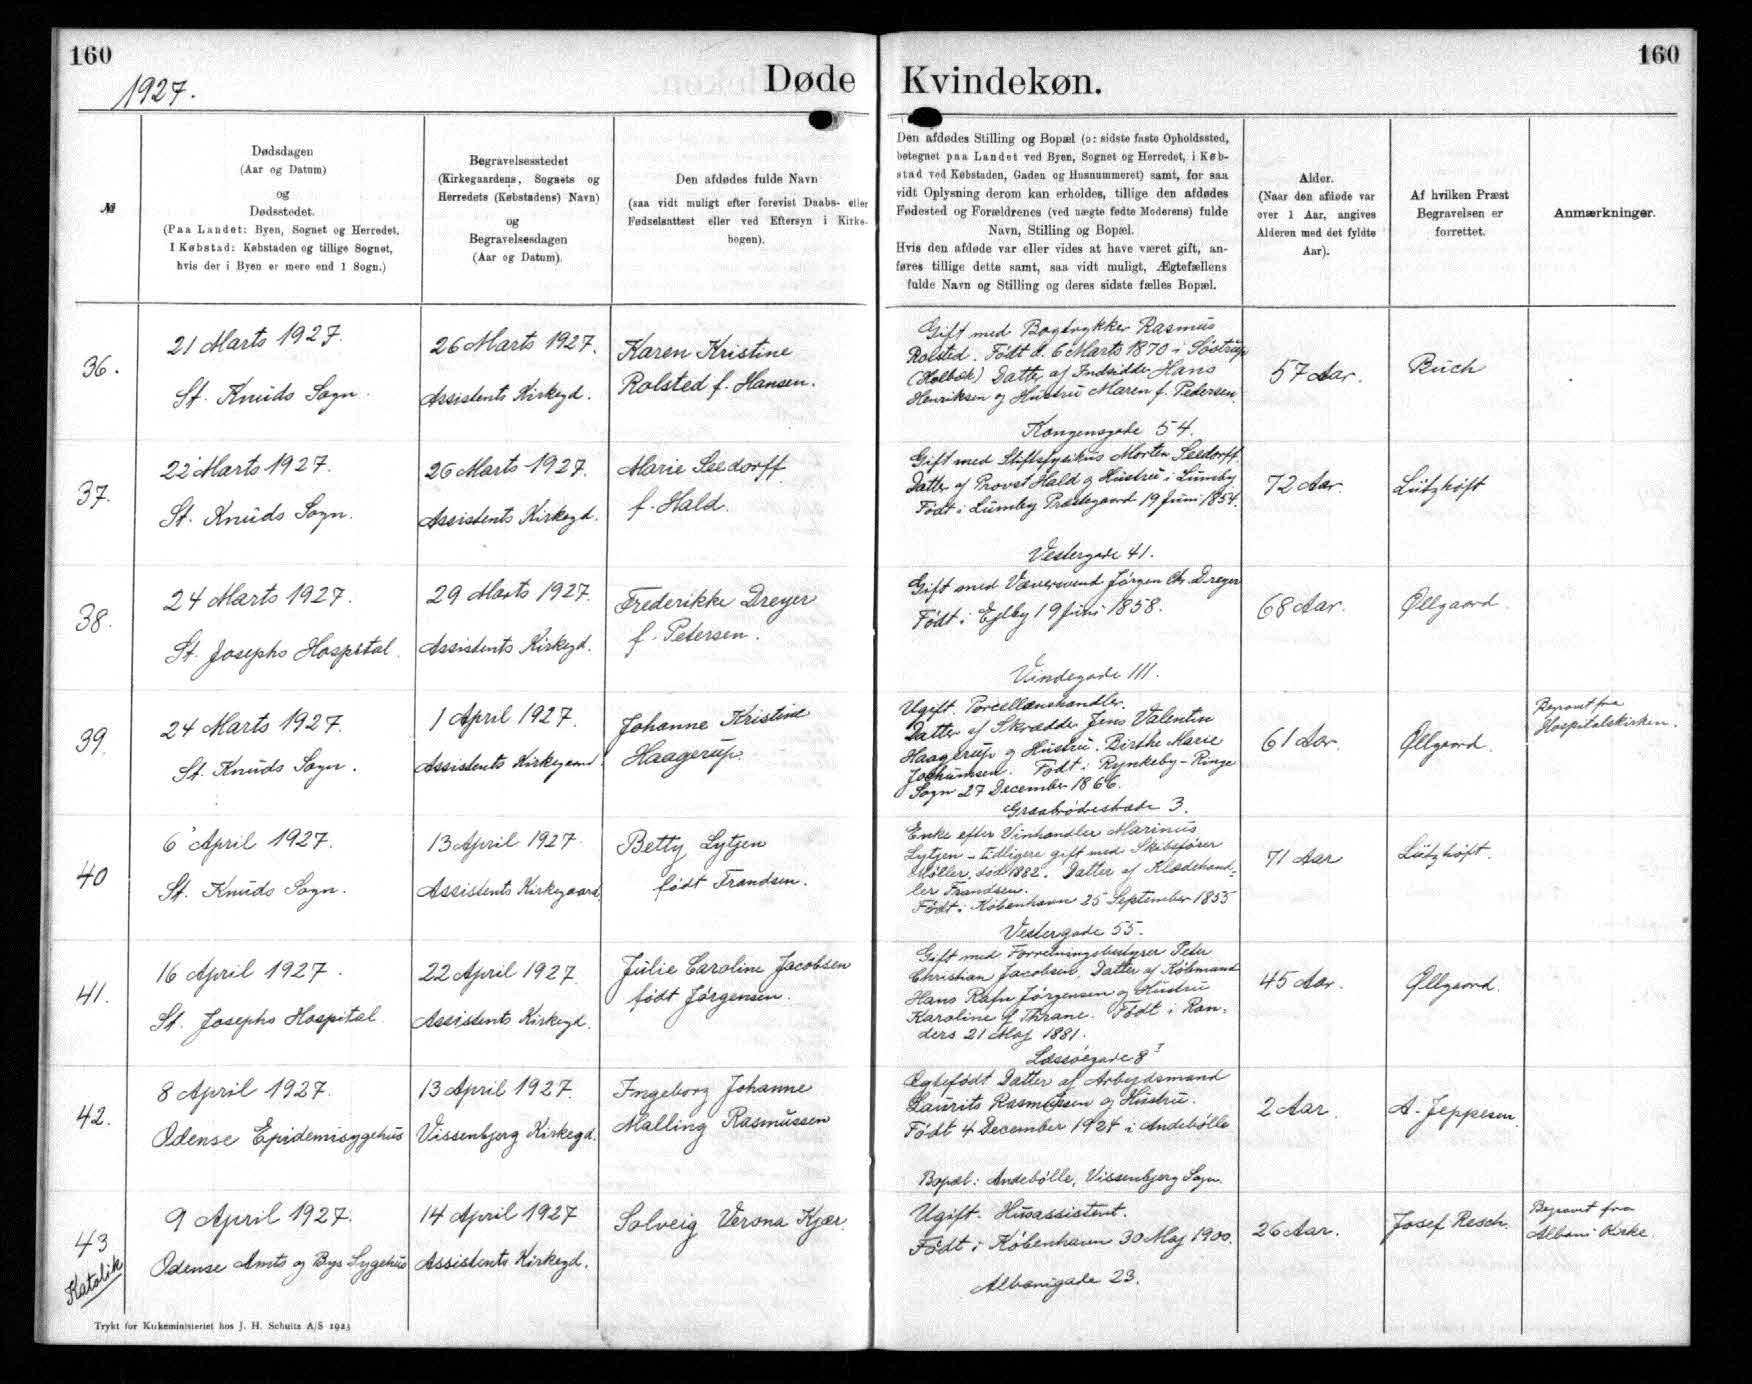 160
160
1927.
Døde
Kvindekøn.
№
Dødsdagen
(Aar og Datum)
og
Dødsstedet.
(Paa Landet: Byen, Sognet og Herredet,
I Købstad: Købstaden og tillige Sognet,
hvis der i Byen er mere end 1 Sogn.)
Begravelsesstedet
(Kirkegaardens, Sognets og
Herredets (Købstadens) Navn)
og
Begravelsesdagen
(Aar og Datum).
Den afdødes fulde Navn
(saa vidt muligt efter forevist Daabs- eller
Fødselsattest eller ved Eftersyn i Kirke-
bogen).
Den afdødes Stilling og Bopæl (ɔ: sidste faste Opholdssted,
betegnet paa Landet ved Byen, Sognet og Herredet, i Køb-
stad ved Købstaden, Gaden og Husnummeret) samt, for saa
vidt Oplysning derom kan erholdes, tillige den afdødes
Fødested og Forældrenes (ved uægte fødte Moderens) fulde
Navn, Stilling og Bopæl.
Hvis den afdøde var eller vides at have været gift, an-
føres tillige dette samt, saa vidt muligt, Ægtefællens
fulde Navn og Stilling og deres sidste fælles Bopæl.
Alder.
(Naar den afdøde var
over 1 Aar, angives
Alderen med det fyldte
Aar).
Af hvilken Præst
Begravelsen er
forrettet.
Anmærkninger.
36.
21 Marts 1927.
St. Knuds Sogn.
26 Marts 1927.
Assistents Kirkegd.
Karen Kristine
Rolsted f. Hansen.
Gift med Bogtrykker Rasmus
Rolsted. Født d. 6 Marts 1870 i Søstrup
(Holbæk) Datter af Indsidder Hans
Henriksen og Hustru Maren f. Pedersen.
Kongensgade 54.
57 Aar.
Ruch
37.
22 Marts 1927.
St. Knuds Sogn.
26 Marts 1927.
Assistents Kirkegd.
Marie Seedorff
f. Hald.
Gift med Stiftsfysikus Morten Seedorff.
Datter af Provst Hald og Hustru i Lumby
Født i Lumby Præstegaard 19 Juni 1854.
Vestergade 41.
72 Aar.
Lützhøft
38.
24 Marts 1927.
St. Josephs Hospital.
29 Marts 1927.
Assistents Kirkegd.
Frederikke Dreyer
f. Petersen.
Gift med Væversvend Jørgen Chr. Dreyer
Født i Ejlby 19 Juni 1858.
Vindegade 111.
68 Aar.
Øllgaard
39.
24 Marts 1927.
St. Knuds Sogn.
1 April 1927.
Assistents Kirkegaard.
Johanne Kristine
Haagerup.
Ugift. Porcellænshandler.
Datter af Skrædder Jens Valentin
Haagerup og Hustru. Birthe Marie
Jochumsen. Født i Rynkeby-Ringe
Sogn 27 December 1866.
Graabrødrestræde 3.
61 Aar.
Øllgaard.
Begravet fra
Hospitalskirken.
40
6 April 1927.
St. Knuds Sogn.
13 April 1927.
Assistents Kirkegaard.
Betty Lytjen
født Frandsen.
Enke efter Vinhandler Marinus
Lytjen - tidligere gift med Skibsfører
Møller, død 1882. Datter af Klædehand-
ler Frandsen.
Født i København 25 September 1855
Vestergade 55.
71 Aar
Lützhøft.
41.
16 April 1927.
St. Josephs Hospital
22 April 1927.
Assistents Kirkegd.
Julie Caroline Jacobsen
født Jørgensen.
Gift med Forretningsbestyrer Peter
Christian Jacobsen. Datter af Købmand
Hans Rafn Jørgensen og Hustru
Karoline f Thrane. Født i Ran-
ders 21 Maj 1881.
Læssøegade 8 I
45 Aar.
Øllgaard.
42.
8 April 1927.
Odense Epidemisygehus
13 April 1927.
Vissenbjerg Kirkegd.
Ingeborg Johanne
Malling Rasmussen
Ægtefødt Datter af Arbejdsmand
Laurits Rasmussen og Hustru.
Født 4 December 1924 i Andebølle
Bopæl: Andebølle, Vissenbjerg Sogn.
2 Aar.
A. Jeppesen.
43
Katolik
9 April 1927.
Odense Amts og Bys Sygehus
14 April 1927
Assistents Kirkegd.
Solveig Verona Kjær.
Ugift. Husassistent.
Født i København 30 Maj 1900.
Albanigade 23.
26 Aar.
Josef Resch.
Begravet fra
Albani Kirke
Trykt for Kirkeministeriet hos J. H. Schultz A/S 1923